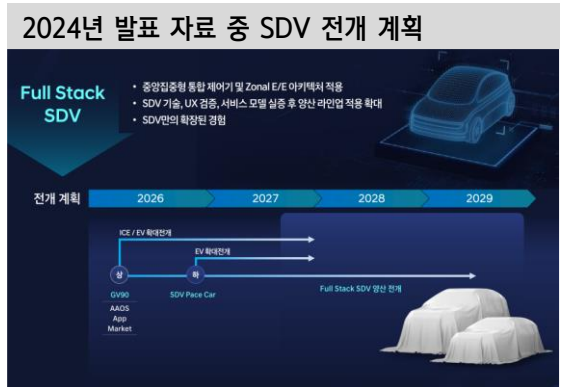 2024년 발표 자료 중 SDV 전개 계획
Full Stack
SDV
• 중앙집중형 통합 제어기 및 Zonal E/E 아키텍처 적용
• SDV 기술, UX 검증, 서비스 모델 실증 후 양산 라인업 적용 확대
• SDV만의 확장된 경험
전개 계획
2026
2027
2028
2029
ICE / EV 확대전개
EV 확대전개
상
하
GV90
SDV Pace Car
Full Stack SDV 양산 전개
AAOS
App
Market